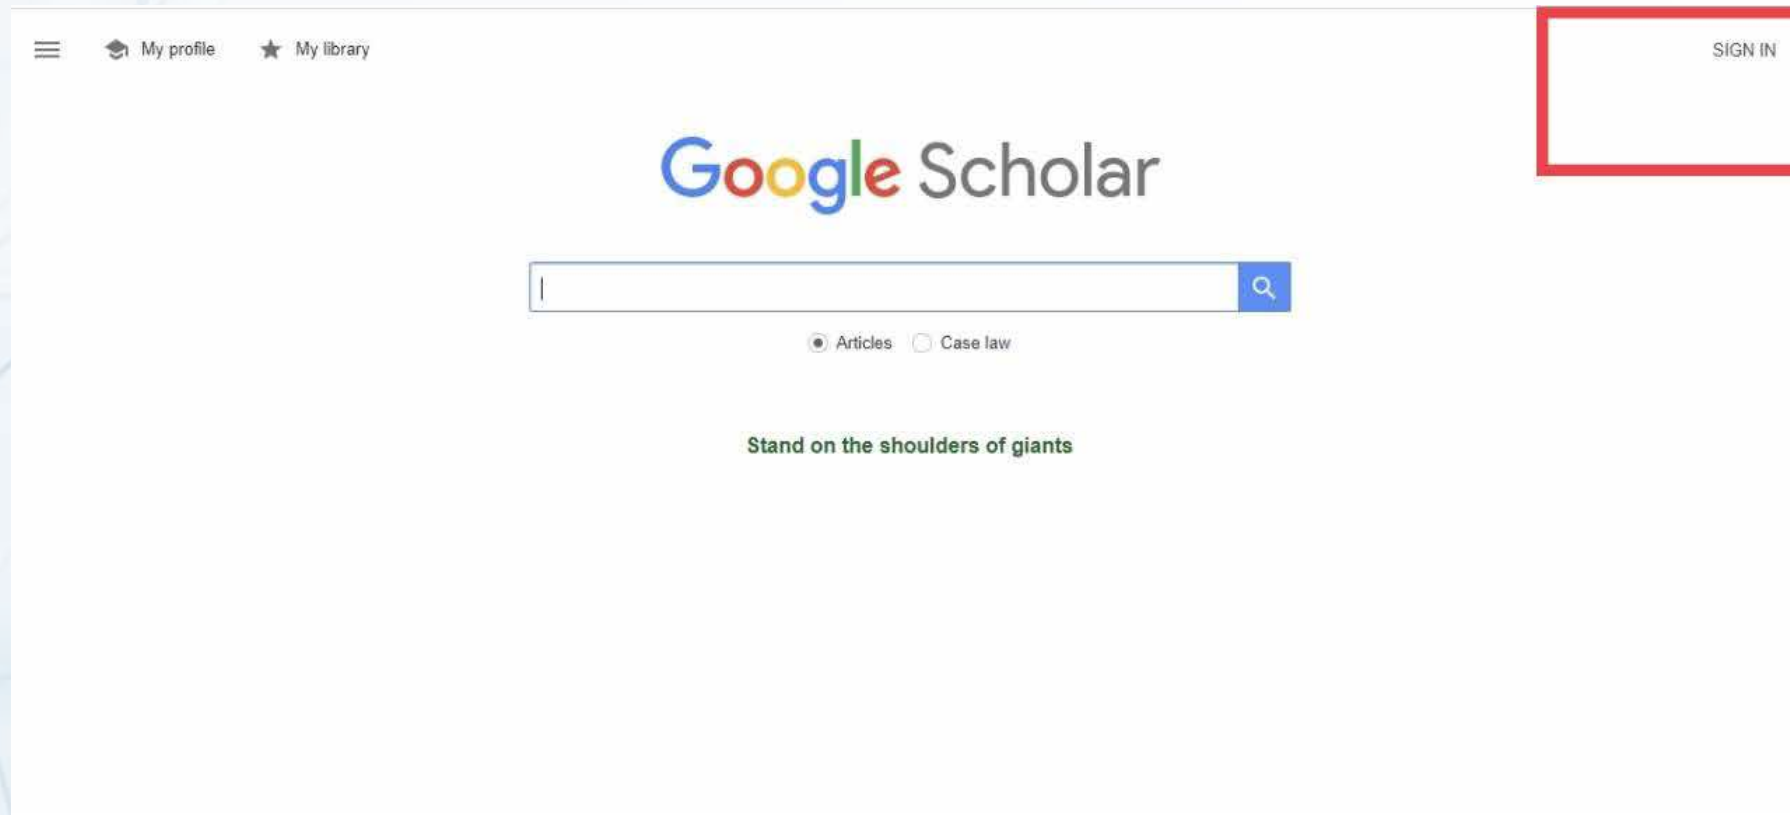 My profile My library SIGN IN
Google Scholar
Articles Case law
Stand on the shoulders of giants